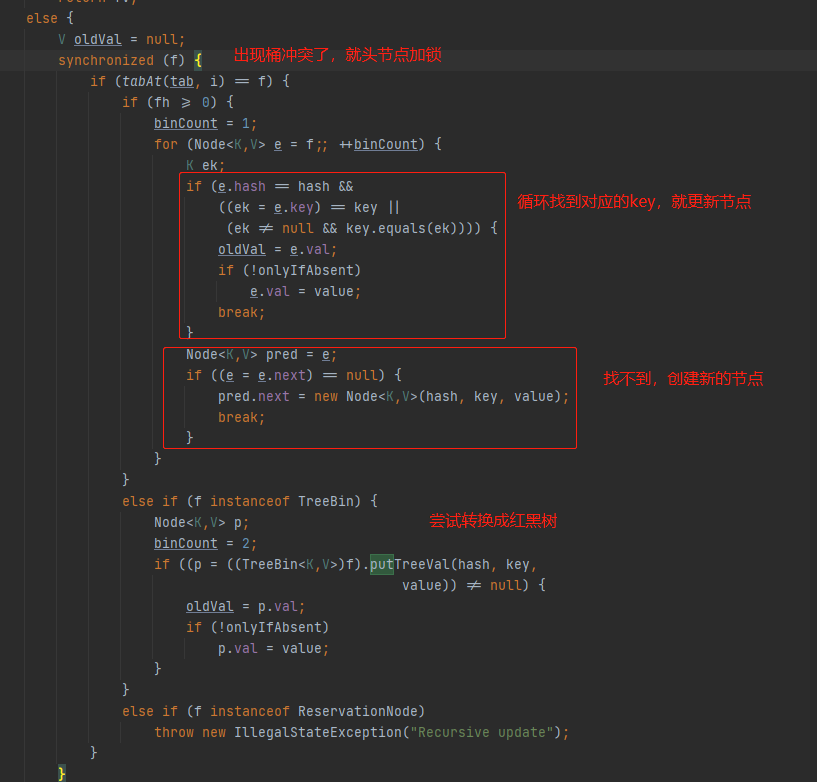 else {
V oldVal = null;
synchronized (f) { 出现桶冲突了，就头节点加锁
if (tabAt(tab, i) == f) {
if (fh >= 0) {
binCount = 1;
for (Node<K,V> e = f;; ++binCount) {
K ek;
if (e.hash == hash &&
((ek = e.key) == key || 循环找到对应的key，就更新节点
(ek != null && key.equals(ek)))) {
oldVal = e.val;
if (!onlyIfAbsent)
e.val = value;
break;
}
Node<K,V> pred = e;
if ((e = e.next) == null) { 找不到，创建新的节点
pred.next = new Node<K,V>(hash, key, value);
break;
}
}
}
else if (f instanceof TreeBin) {
Node<K,V> p; 尝试转换成红黑树
binCount = 2;
if ((p = ((TreeBin<K,V>)f).putTreeVal(hash, key,
value)) != null) {
oldVal = p.val;
if (!onlyIfAbsent)
p.val = value;
}
}
else if (f instanceof ReservationNode)
throw new IllegalStateException("Recursive update");
}
}